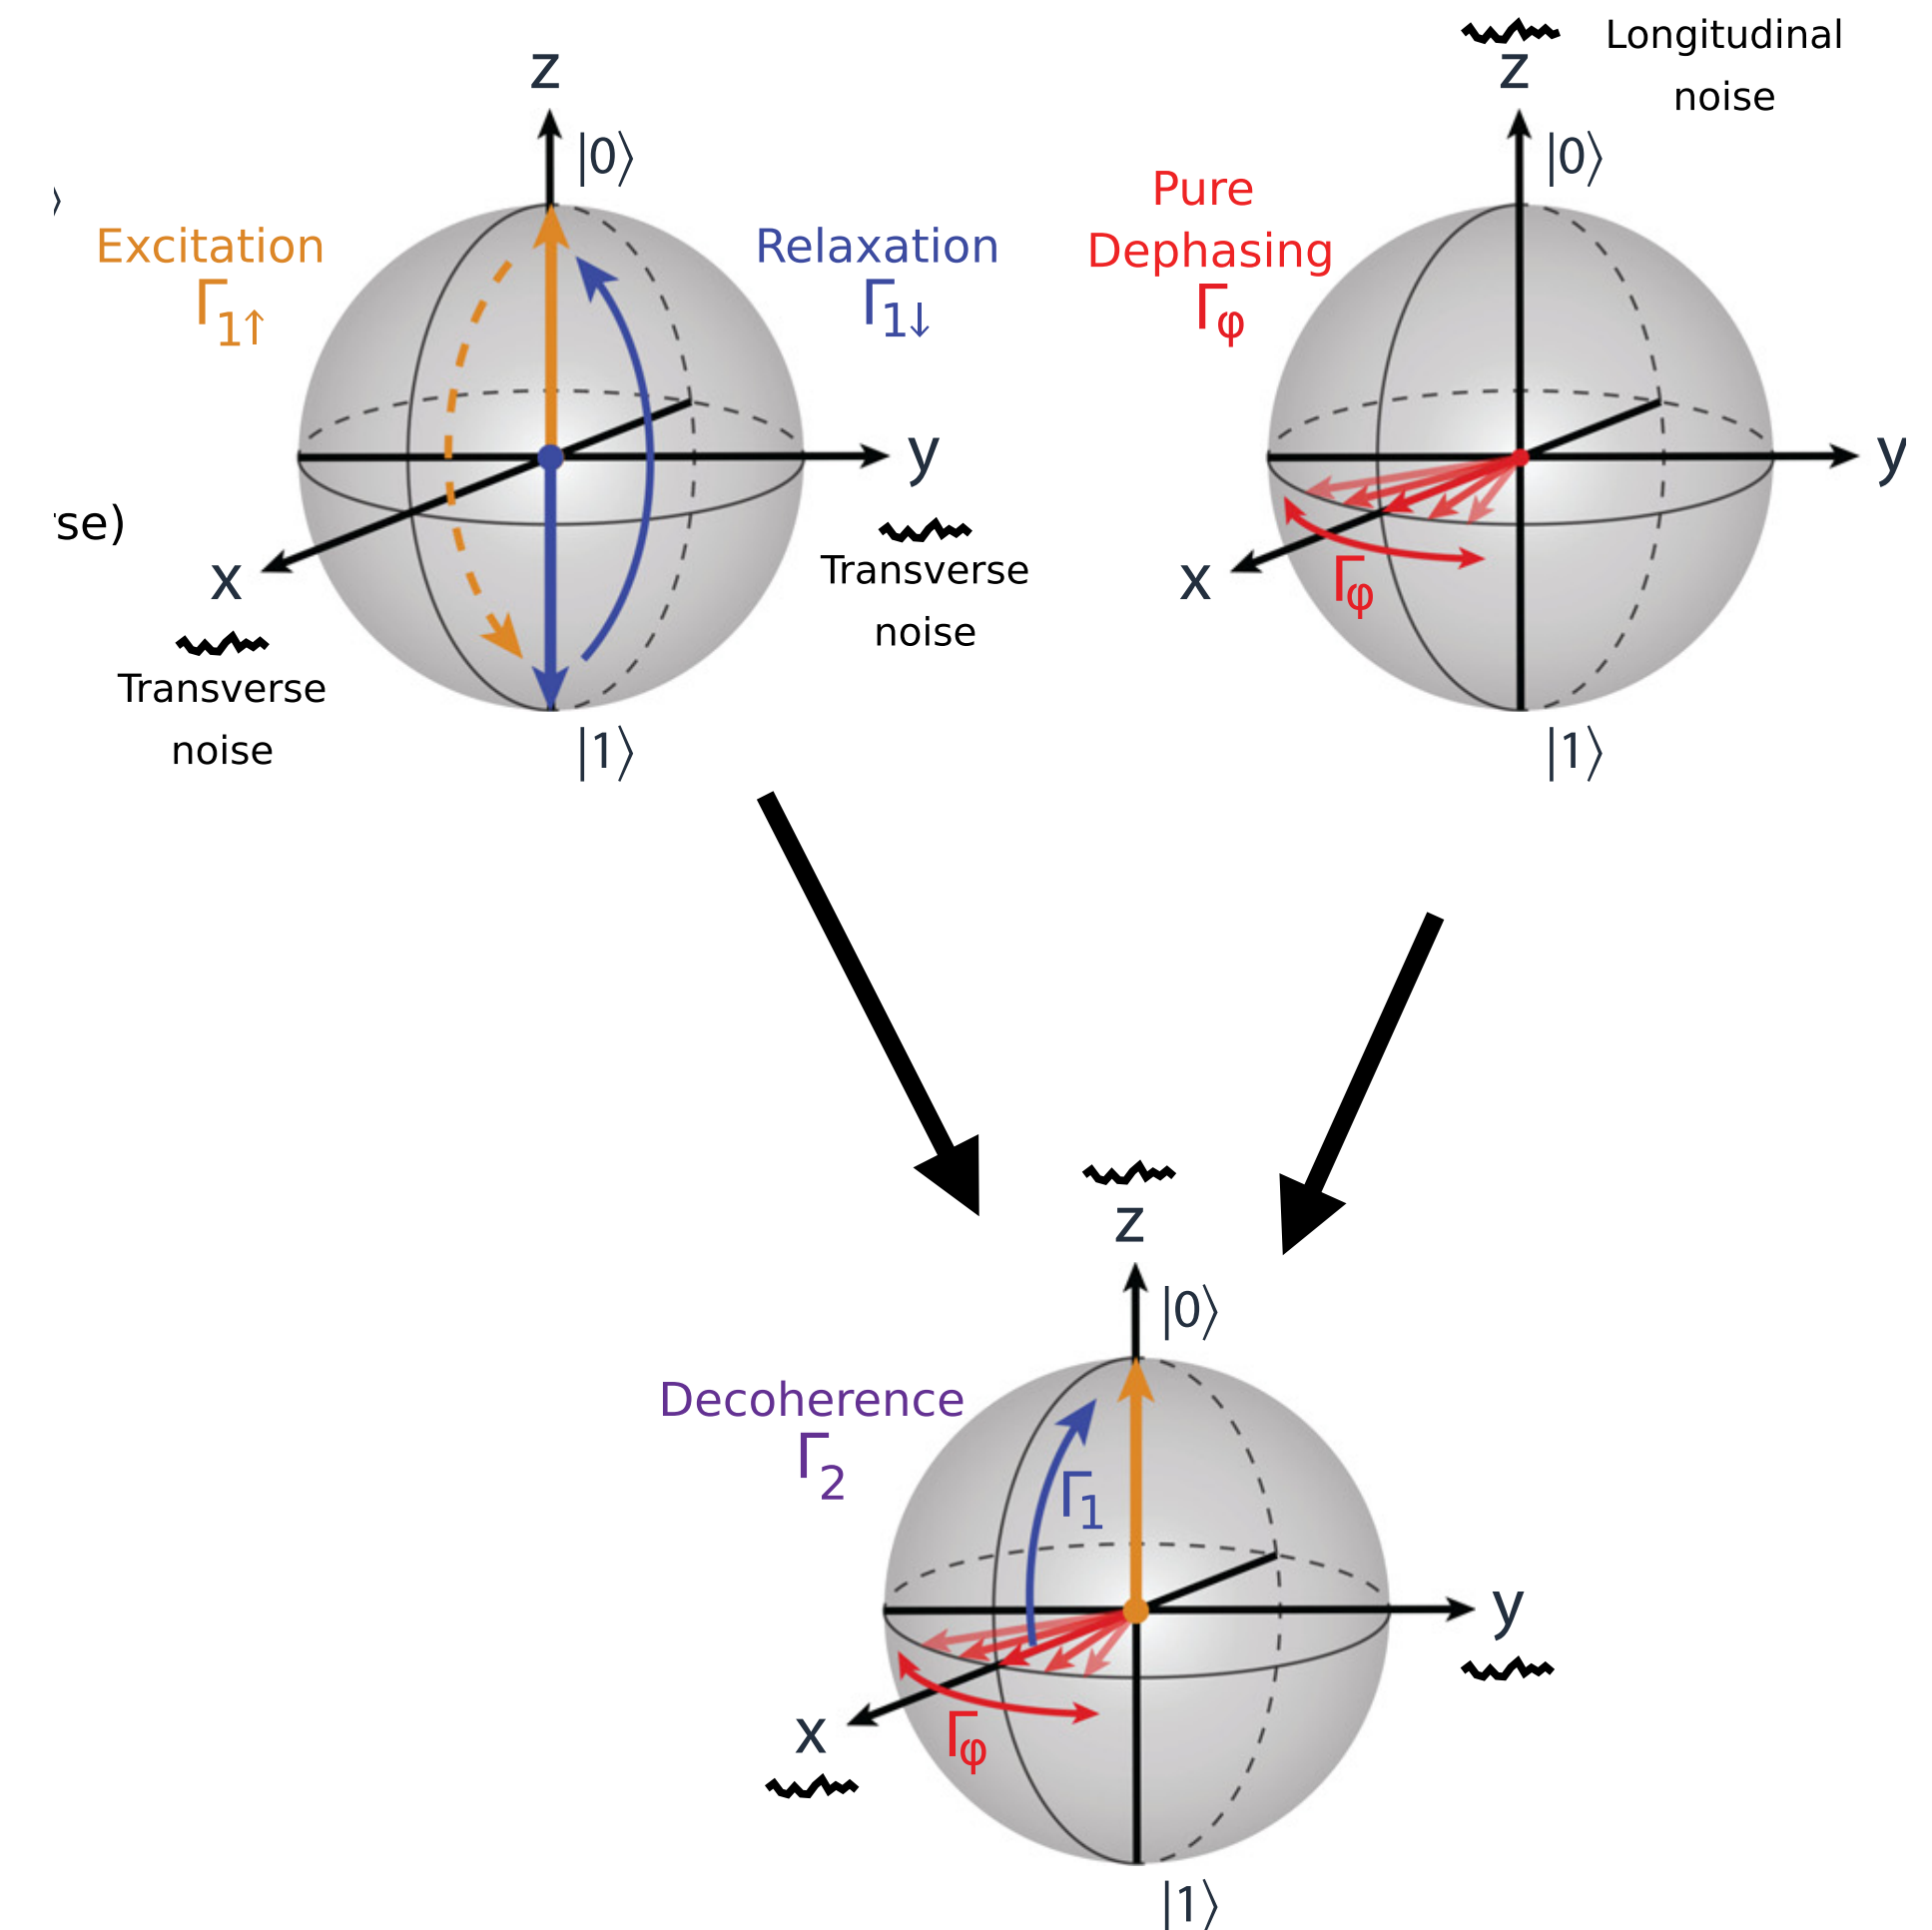 Longitudinal
noise
z
z
|0⟩
|0⟩
Pure
Dephasing
Γφ
⟩
Excitation
Γ1↑
Relaxation
Γ1↓
y
y
se)
x
Transverse
noise
x
Γφ
Transverse
noise
|1⟩
|1⟩
z
|0⟩
Decoherence
Γ2
Γ1
y
x
Γφ
|1⟩